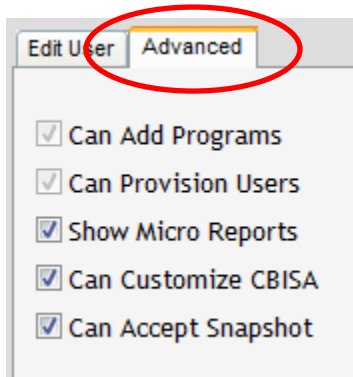 Edit User Advanced
Can Add Programs
Can Provision Users
Show Micro Reports
Can Customize CBISA
Can Accept Snapshot